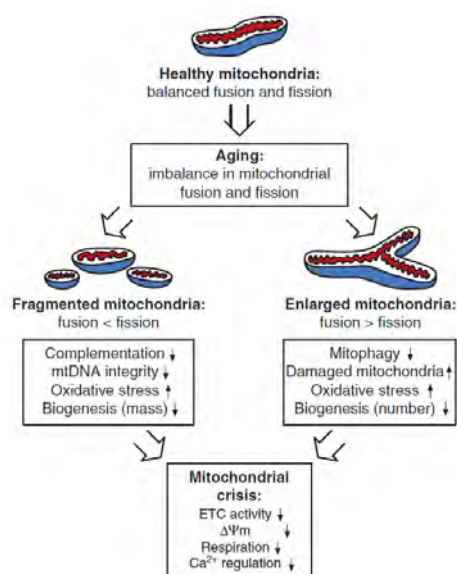 Healthy mitochondria:
balanced fusion and fission
Aging:
imbalance in mitochondrial
fusion and fission
Fragmented mitochondria:
fusion < fission
Enlarged mitochondria:
fusion > fission
Complementation ↓
mtDNA integrity ↓
Oxidative stress ↑
Biogenesis (mass) ↓
Mitophagy ↓
Damaged mitochondria ↑
Oxidative stress ↑
Biogenesis (number) ↓
Mitochondrial
crisis:
ETC activity ↓
ΔΨm ↓
Respiration ↓
Ca²⁺ regulation ↓